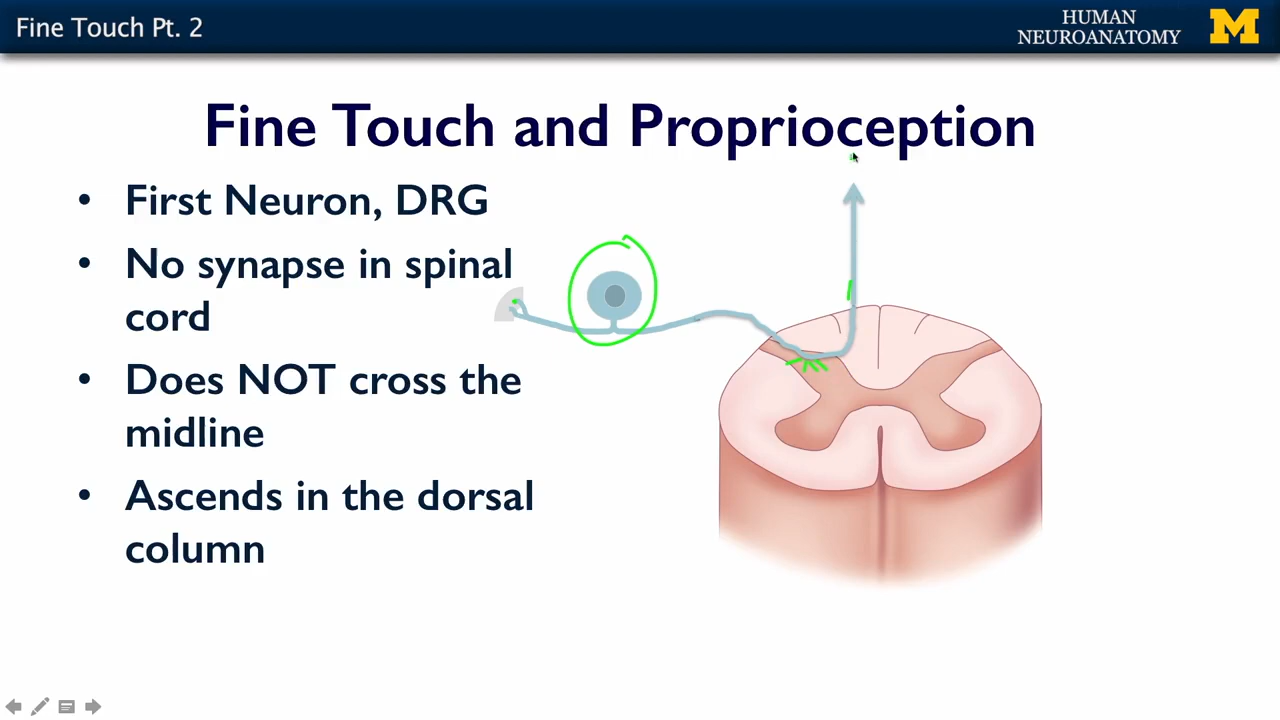 Fine Touch Pt. 2
HUMAN
NEUROANATOMY
M
Fine Touch and Proprioception
• First Neuron, DRG
• No synapse in spinal
cord
• Does NOT cross the
midline
• Ascends in the dorsal
column